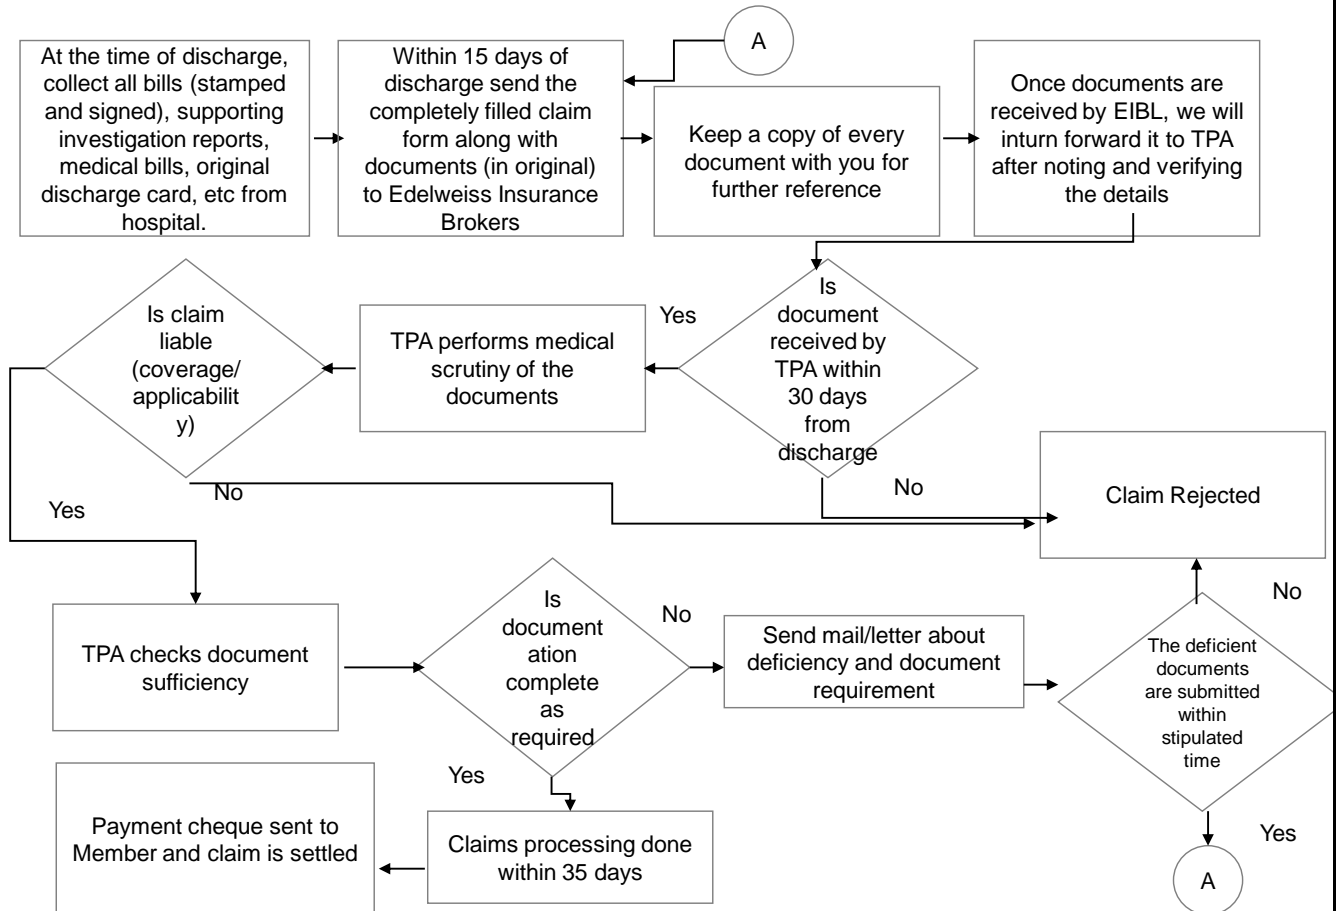 At the time of discharge,
collect all bills (stamped
and signed), supporting
investigation reports,
medical bills, original
discharge card, etc from
hospital.
Within 15 days of
discharge send the
completely filled claim
form along with
documents (in original)
to Edelweiss Insurance
Brokers
A
Keep a copy of every
document with you for
further reference
Once documents are
received by EIBL, we will
inturn forward it to TPA
after noting and verifying
the details
Is
document
received by
TPA within
30 days
from
discharge
Yes
TPA performs medical
scrutiny of the
documents
Is claim
liable
(coverage/
applicabilit
y)
No
No
Claim Rejected
Yes
TPA checks document
sufficiency
Is
document
ation
complete
as
required
No
Send mail/letter about
deficiency and document
requirement
The deficient
documents
are submitted
within
stipulated
time
No
Yes
A
Yes
Claims processing done
within 35 days
Payment cheque sent to
Member and claim is settled